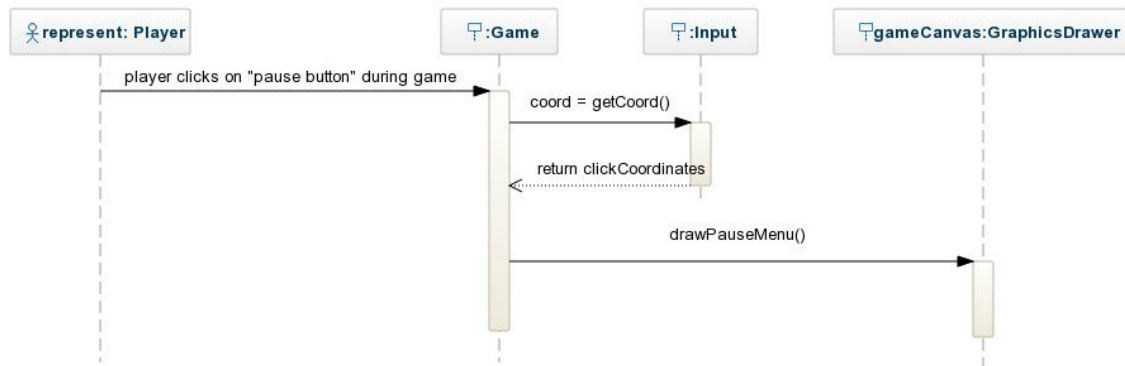 represent: Player
:Game
:Input
gameCanvas:GraphicsDrawer
player clicks on "pause button" during game
coord = getCoord()
return clickCoordinates
drawPauseMenu()